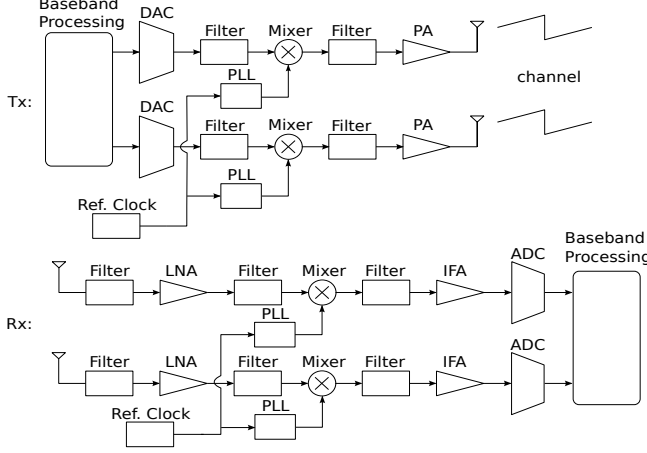 Baseband
Processing
DAC
Filter
Mixer
Filter
PA
PLL
channel
Tx:
DAC
Filter
Mixer
Filter
PA
PLL
Ref. Clock
Baseband
Processing
Filter
LNA
Filter
Mixer
Filter
IFA
ADC
PLL
Rx:
Filter
LNA
Filter
Mixer
Filter
IFA
ADC
PLL
Ref. Clock